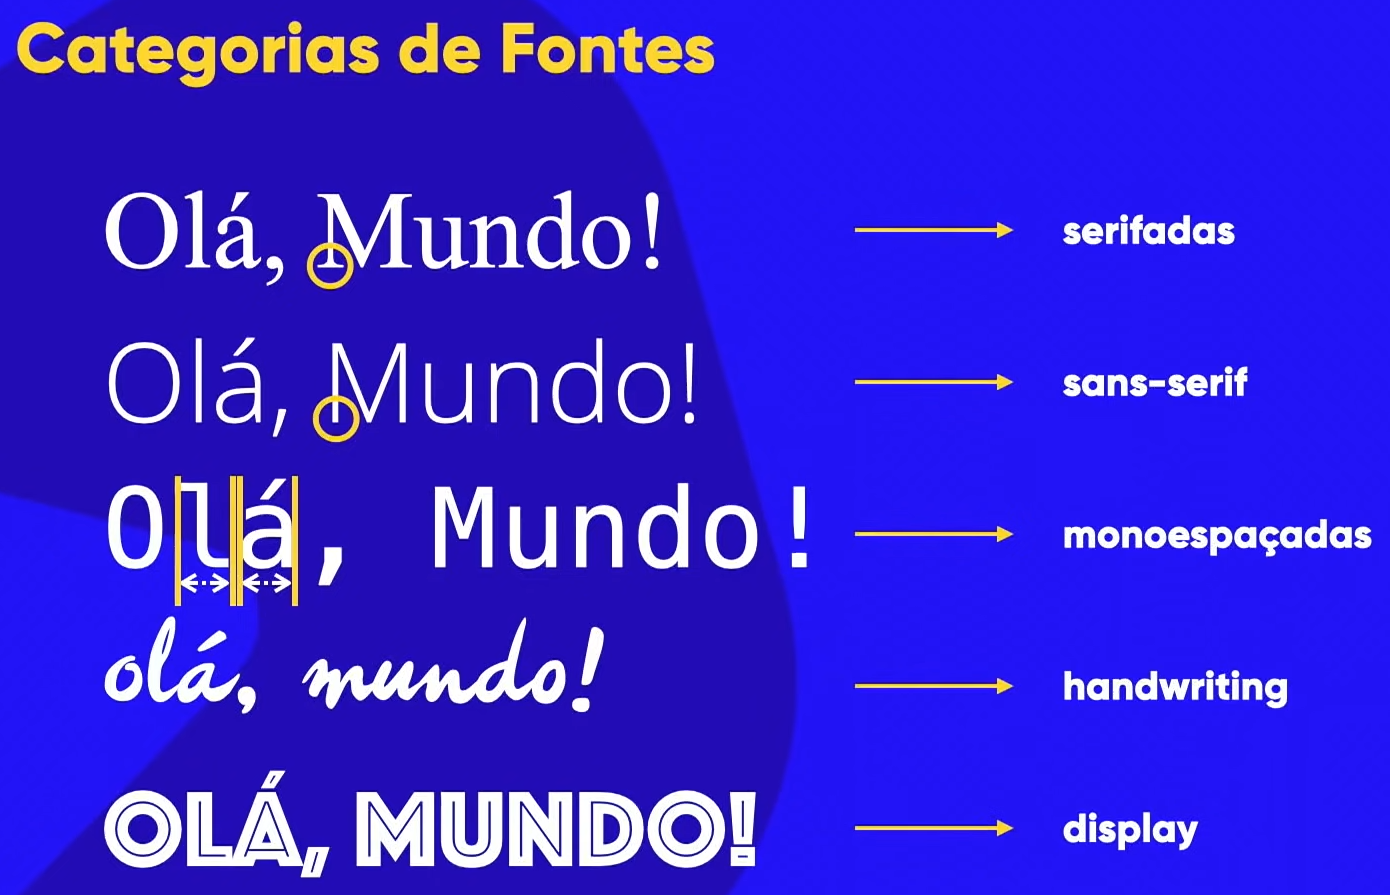 Categorias de Fontes
Olá, Mundo! serifadas
Olá, Mundo! sans-serif
Olá, Mundo! monoespaçadas
olá, mundo! handwriting
OLÁ, MUNDO! display